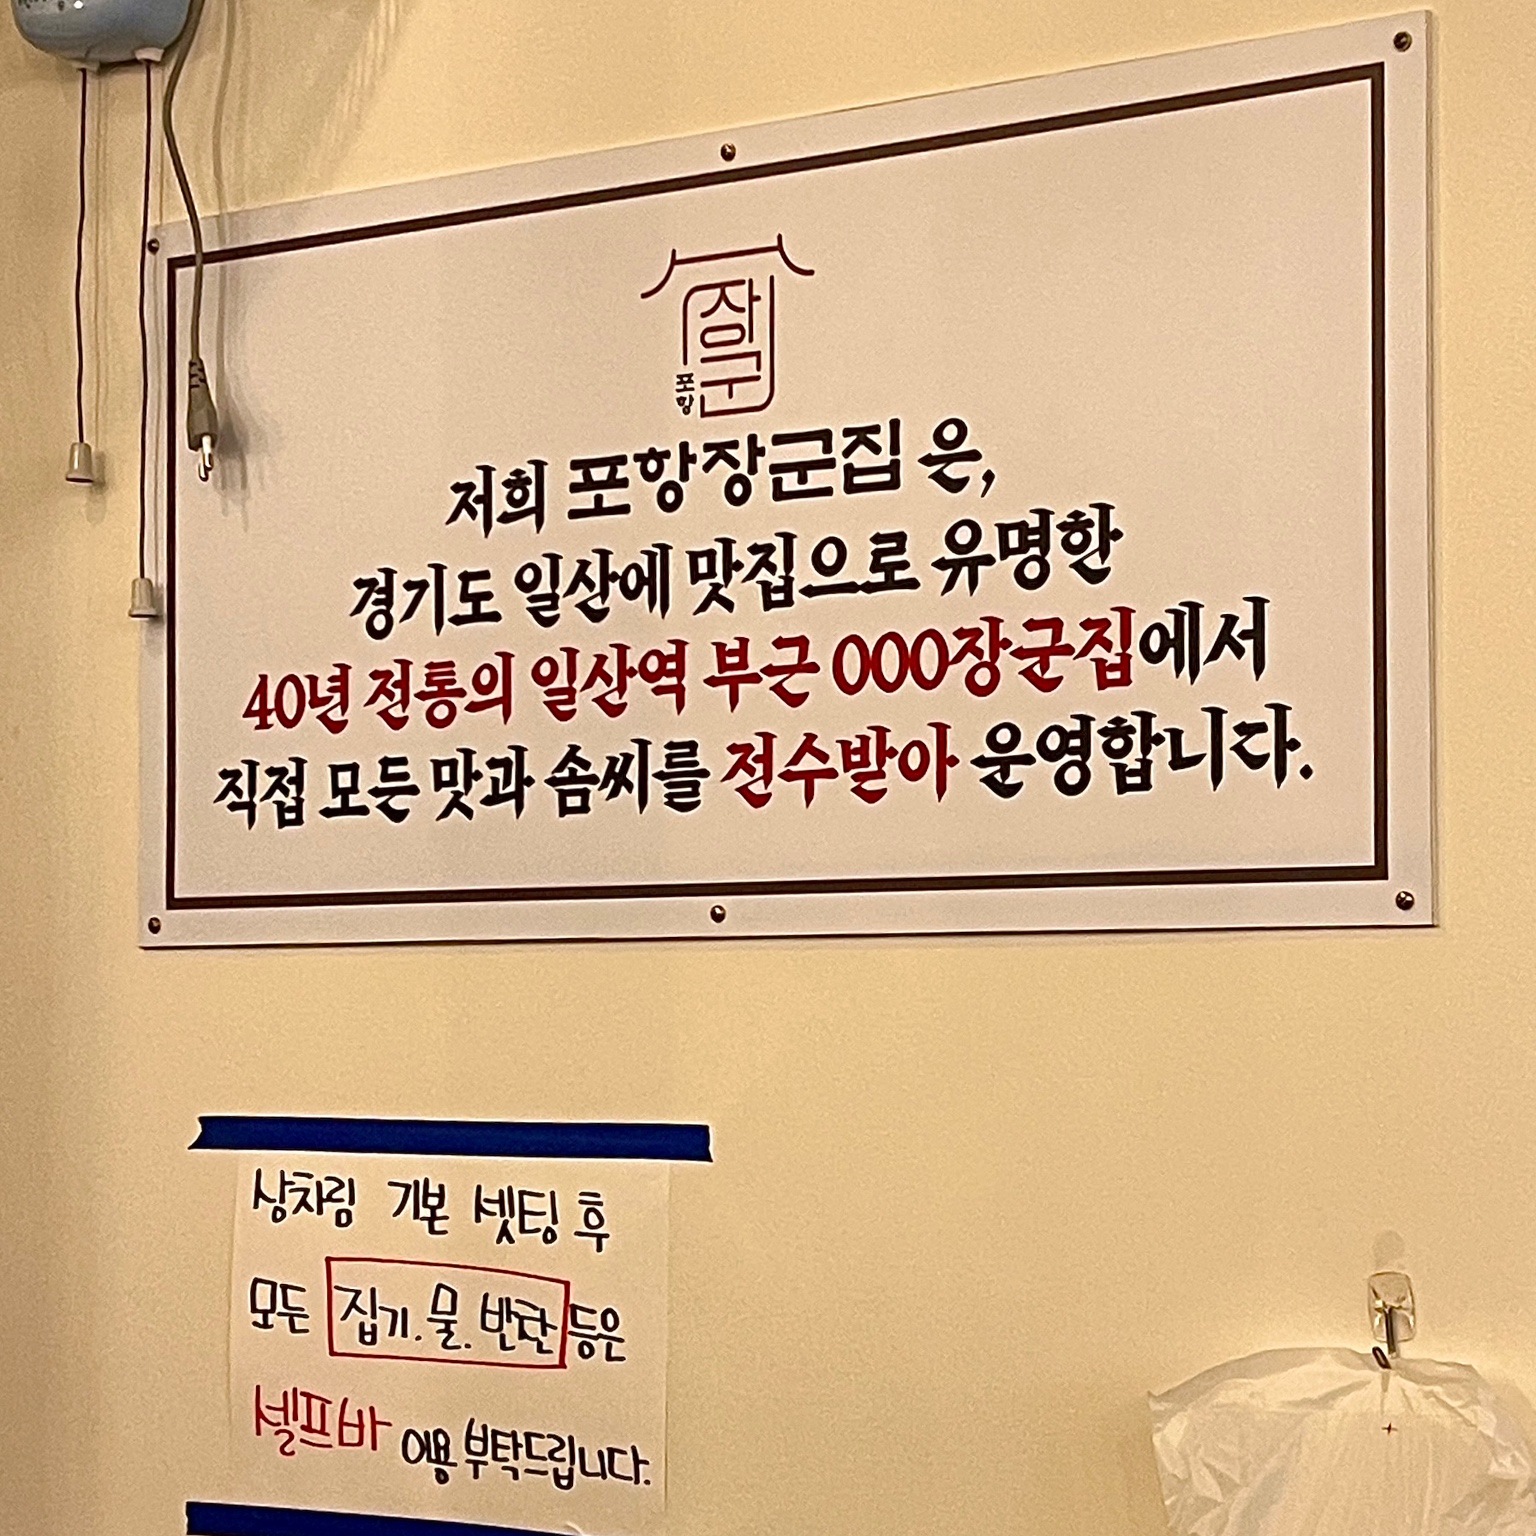 장군
포항
저희 포항장군집 은,
경기도 일산에 맛집으로 유명한
40년 전통의 일산역 부근 000장군집에서
직접 모든 맛과 솜씨를 전수받아 운영합니다.
상차림 기본 셋팅 후
모든 집기.물.반찬 등은
셀프바 이용 부탁드립니다.